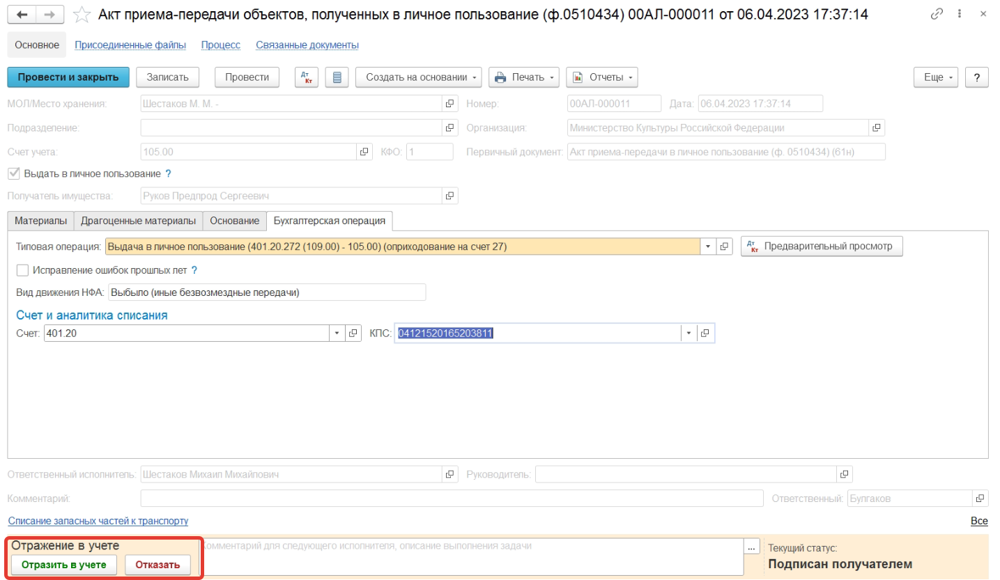 Акт приема-передачи объектов, полученных в личное пользование (ф.0510434) 00АЛ-000011 от 06.04.2023 17:37:14
Основное Присоединенные файлы Процесс Связанные документы
Провести и закрыть Записать Провести Дт Кт Создать на основании Печать Отчеты Еще ?
МОЛ/Место хранения: Шестаков М. М. - Номер: 00АЛ-000011 Дата: 06.04.2023 17:37:14
Подразделение: Организация: Министерство Культуры Российской Федерации
Счет учета: 105.00 КФО: 1 Первичный документ: Акт приема-передачи в личное пользование (ф. 0510434) (61н)
Выдать в личное пользование ?
Получатель имущества: Руков Предпрод Сергеевич
Материалы Драгоценные материалы Основание Бухгалтерская операция
Типовая операция: Выдача в личное пользование (401.20.272 (109.00) - 105.00) (оприходование на счет 27) Дт Кт Предварительный просмотр
Исправление ошибок прошлых лет ?
Вид движения НФА: Выбыло (иные безвозмездные передачи)
Счет и аналитика списания
Счет: 401.20 КПС: 04121520165203811
Ответственный исполнитель: Шестаков Михаил Михайлович Руководитель:
Комментарий: Ответственный: Булгаков
Списание запасных частей к транспорту Все
Отражение в учете омментарий для следующего исполнителя, описание выполнения задачи ... Текущий статус:
Отразить в учете Отказать Подписан получателем